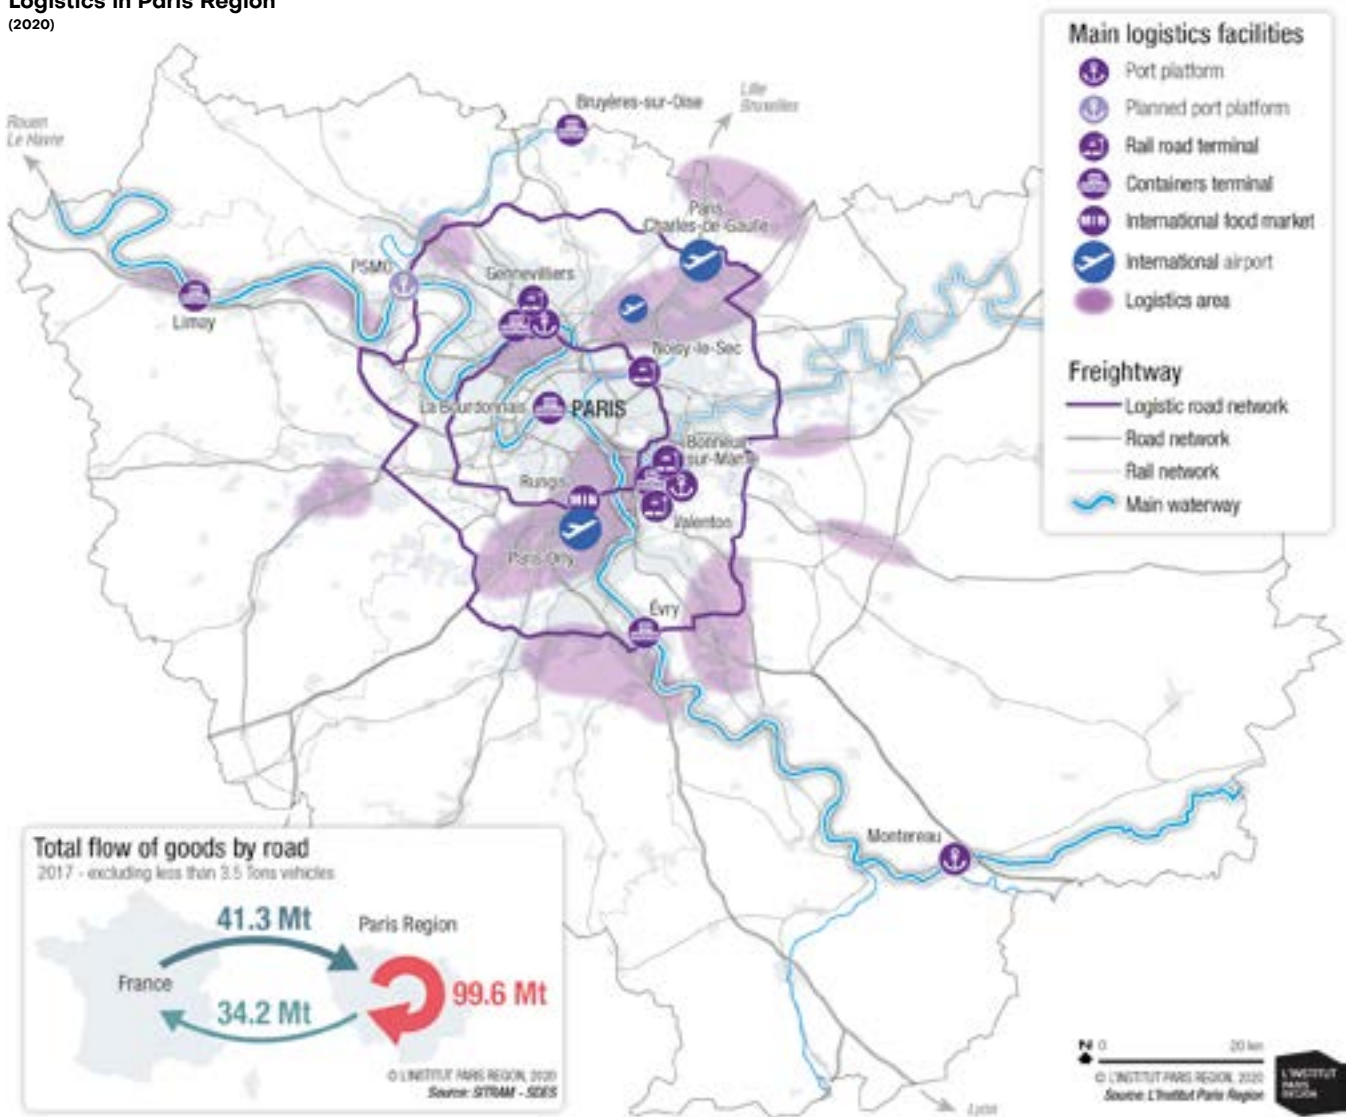 Logistics in Paris Region
(2020)
Main logistics facilities
Port platform
Planned port platform
Rail road terminal
Containers terminal
MIN
International food market
International airport
Logistics area
Freightway
Logistic road network
Road network
Rail network
Main waterway
Rouen
Le Havre
Lille
Bruxelles
Bruyères-sur-Oise
Paris
Charles-de-Gaulle
PSMO
Gennevilliers
Limay
Noisy-le-Sec
La Bourdonnais
PARIS
Bonneuil-
sur-Marne
Rungis
MIN
Valenton
Paris-Orly
Évry
Montereau
Lyon
Total flow of goods by road
2017 - excluding less than 3.5 Tons vehicles
41.3 Mt
Paris Region
France
99.6 Mt
34.2 Mt
© L'INSTITUT PARIS REGION, 2020
Source: SITRAM - SDES
N 0 20 km
© L'INSTITUT PARIS REGION, 2020
Source: L'Institut Paris Region
L'INSTITUT
PARIS
REGION